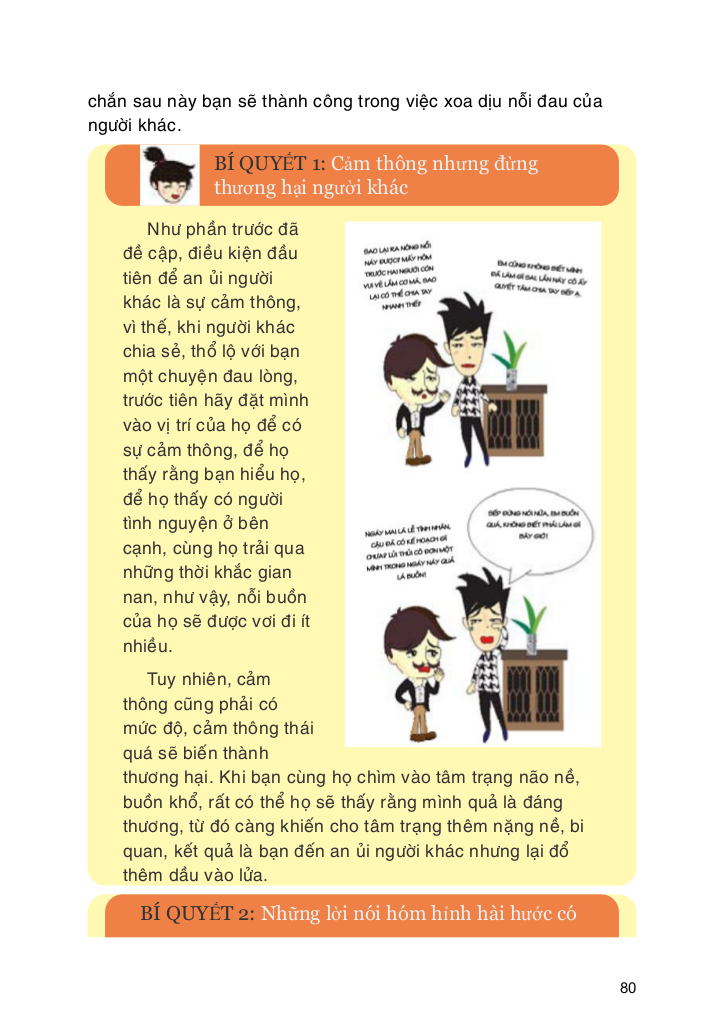 chắn sau này bạn sẽ thành công trong việc xoa dịu nỗi đau của
người khác.
BÍ QUYẾT 1: Cảm thông nhưng đừng
thương hại người khác
Như phần trước đã
đề cập, điều kiện đầu
tiên để an ủi người
khác là sự cảm thông,
vì thế, khi người khác
chia sẻ, thổ lộ với bạn
một chuyện đau lòng,
trước tiên hãy đặt mình
vào vị trí của họ để có
sự cảm thông, để họ
thấy rằng bạn hiểu họ,
để họ thấy có người
tình nguyện ở bên
cạnh, cùng họ trải qua
những thời khắc gian
nan, như vậy, nỗi buồn
của họ sẽ được vơi đi ít
nhiều.
SAO LẠI RA NÔNG NỖI
NÀY ĐƯỢC? MẤY HÔM
TRƯỚC HAI NGƯỜI CÒN
VUI VẺ LẮM CƠ MÀ, SAO
LẠI CÓ THỂ CHIA TAY
NHANH THẾ?
EM CŨNG KHÔNG BIẾT MÌNH
ĐÃ LÀM GÌ SAI, LẦN NÀY CÔ ẤY
QUYẾT TÂM CHIA TAY SẾP Ạ.
NGÀY MAI LÀ LỄ TÌNH NHÂN,
CẬU ĐÃ CÓ KẾ HOẠCH GÌ
CHƯA? LỦI THỦI CÔ ĐƠN MỘT
MÌNH TRONG NGÀY NÀY QUẢ
LÀ BUỒN!
SẾP ĐỪNG NÓI NỮA, EM BUỒN
QUÁ, KHÔNG BIẾT PHẢI LÀM GÌ
BÂY GIỜ!
Tuy nhiên, cảm
thông cũng phải có
mức độ, cảm thông thái
quá sẽ biến thành
thương hại. Khi bạn cùng họ chìm vào tâm trạng não nề,
buồn khổ, rất có thể họ sẽ thấy rằng mình quả là đáng
thương, từ đó càng khiến cho tâm trạng thêm nặng nề, bi
quan, kết quả là bạn đến an ủi người khác nhưng lại đổ
thêm dầu vào lửa.
BÍ QUYẾT 2: Những lời nói hóm hỉnh hài hước có
80